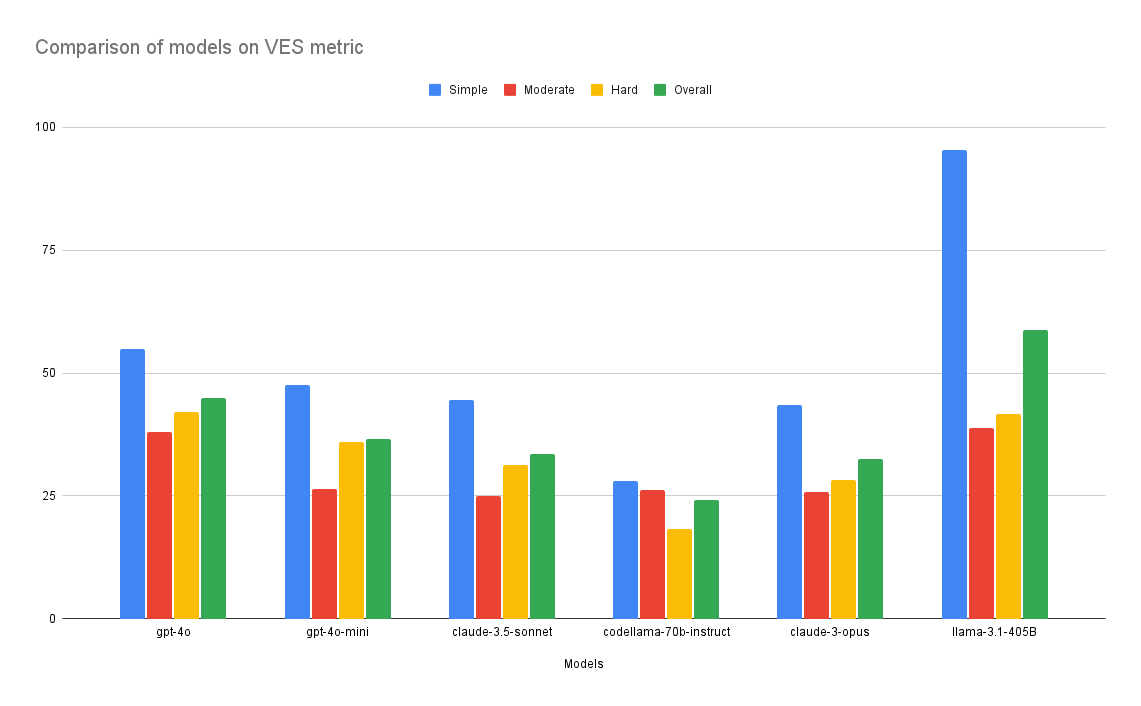 Comparison of models on VES metric
Simple Moderate Hard Overall
100
75
50
25
0
gpt-4o gpt-4o-mini claude-3.5-sonnet codellama-70b-instruct claude-3-opus llama-3.1-405B
Models